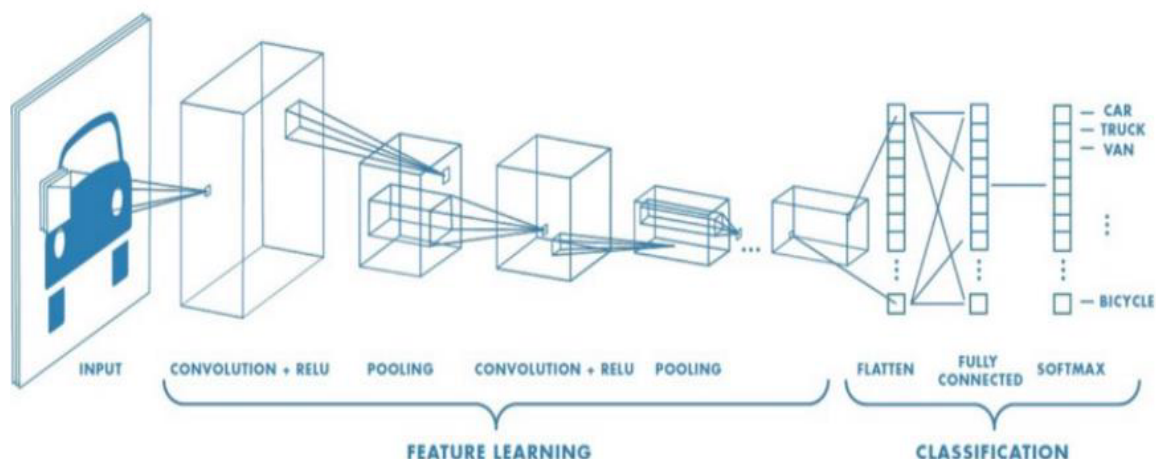 CAR
TRUCK
VAN
BICYCLE
INPUT
CONVOLUTION + RELU
POOLING
CONVOLUTION + RELU
POOLING
FLATTEN
FULLY
CONNECTED
SOFTMAX
FEATURE LEARNING
CLASSIFICATION